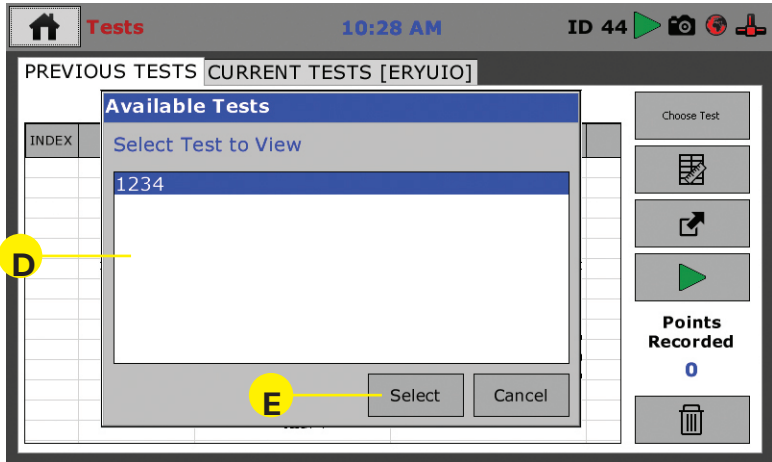 Tests 10:28 AM ID 44
PREVIOUS TESTS CURRENT TESTS [ERYUIO]
Available Tests
Choose Test
INDEX
Select Test to View
1234
D
Points
Recorded
0
E
Select Cancel